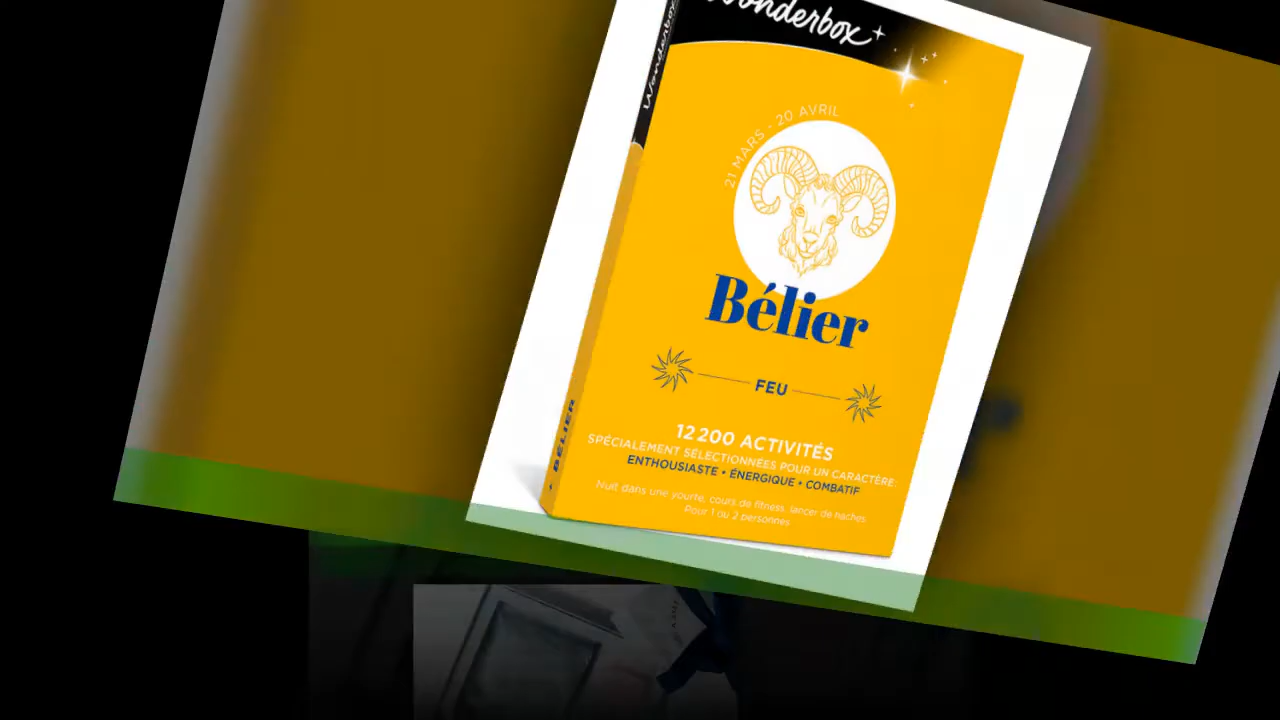 Wonderbox
Wonderbox
21 MARS - 20 AVRIL
Bélier
FEU
12 200 ACTIVITÉS
SPÉCIALEMENT SÉLECTIONNÉES POUR UN CARACTÈRE
ENTHOUSIASTE • ÉNERGIQUE • COMBATIF
Nuit dans une yourte, cours de fitness, lancer de haches
Pour 1 ou 2 personnes
• BÉLIER